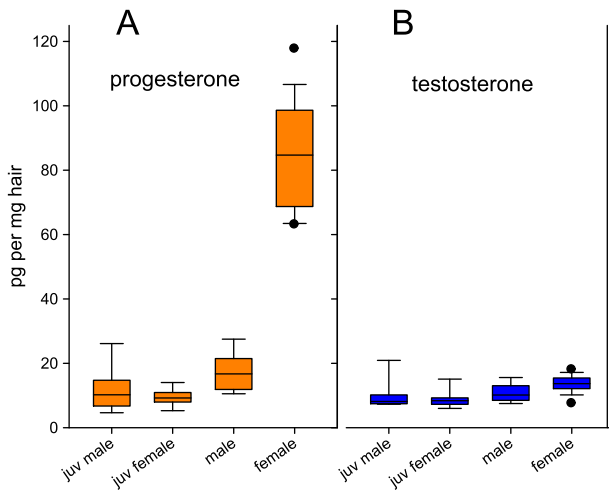 A
B
progesterone
testosterone
pg per mg hair
120
100
80
60
40
20
0
juv male
juv female
male
female
juv male
juv female
male
female